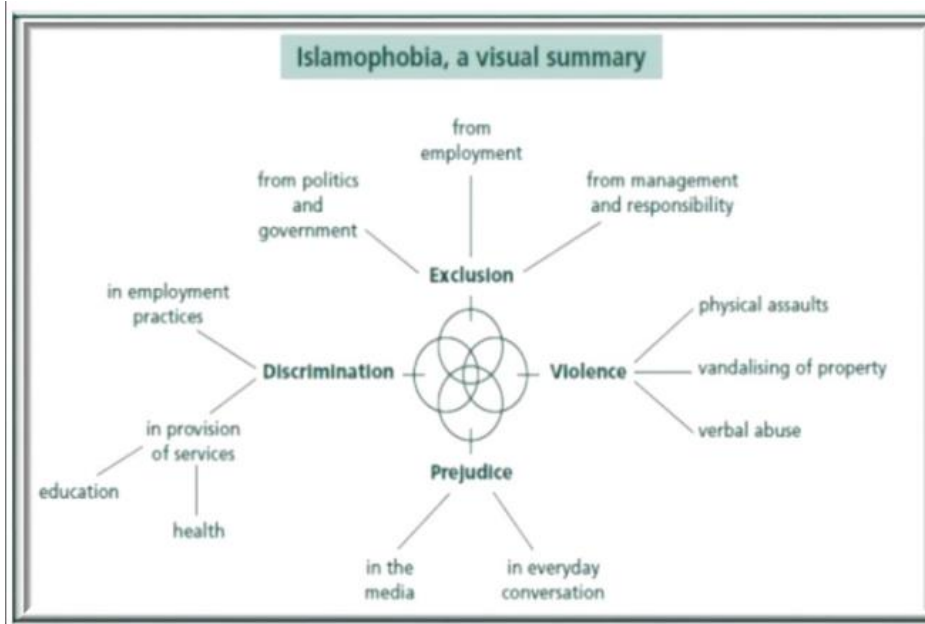 Islamophobia, a visual summary
from
employment
from politics
and
government
from management
and responsibility
Exclusion
in employment
practices
physical assaults
Discrimination
Violence
vandalising of property
in provision
of services
verbal abuse
education
health
Prejudice
in the
media
in everyday
conversation